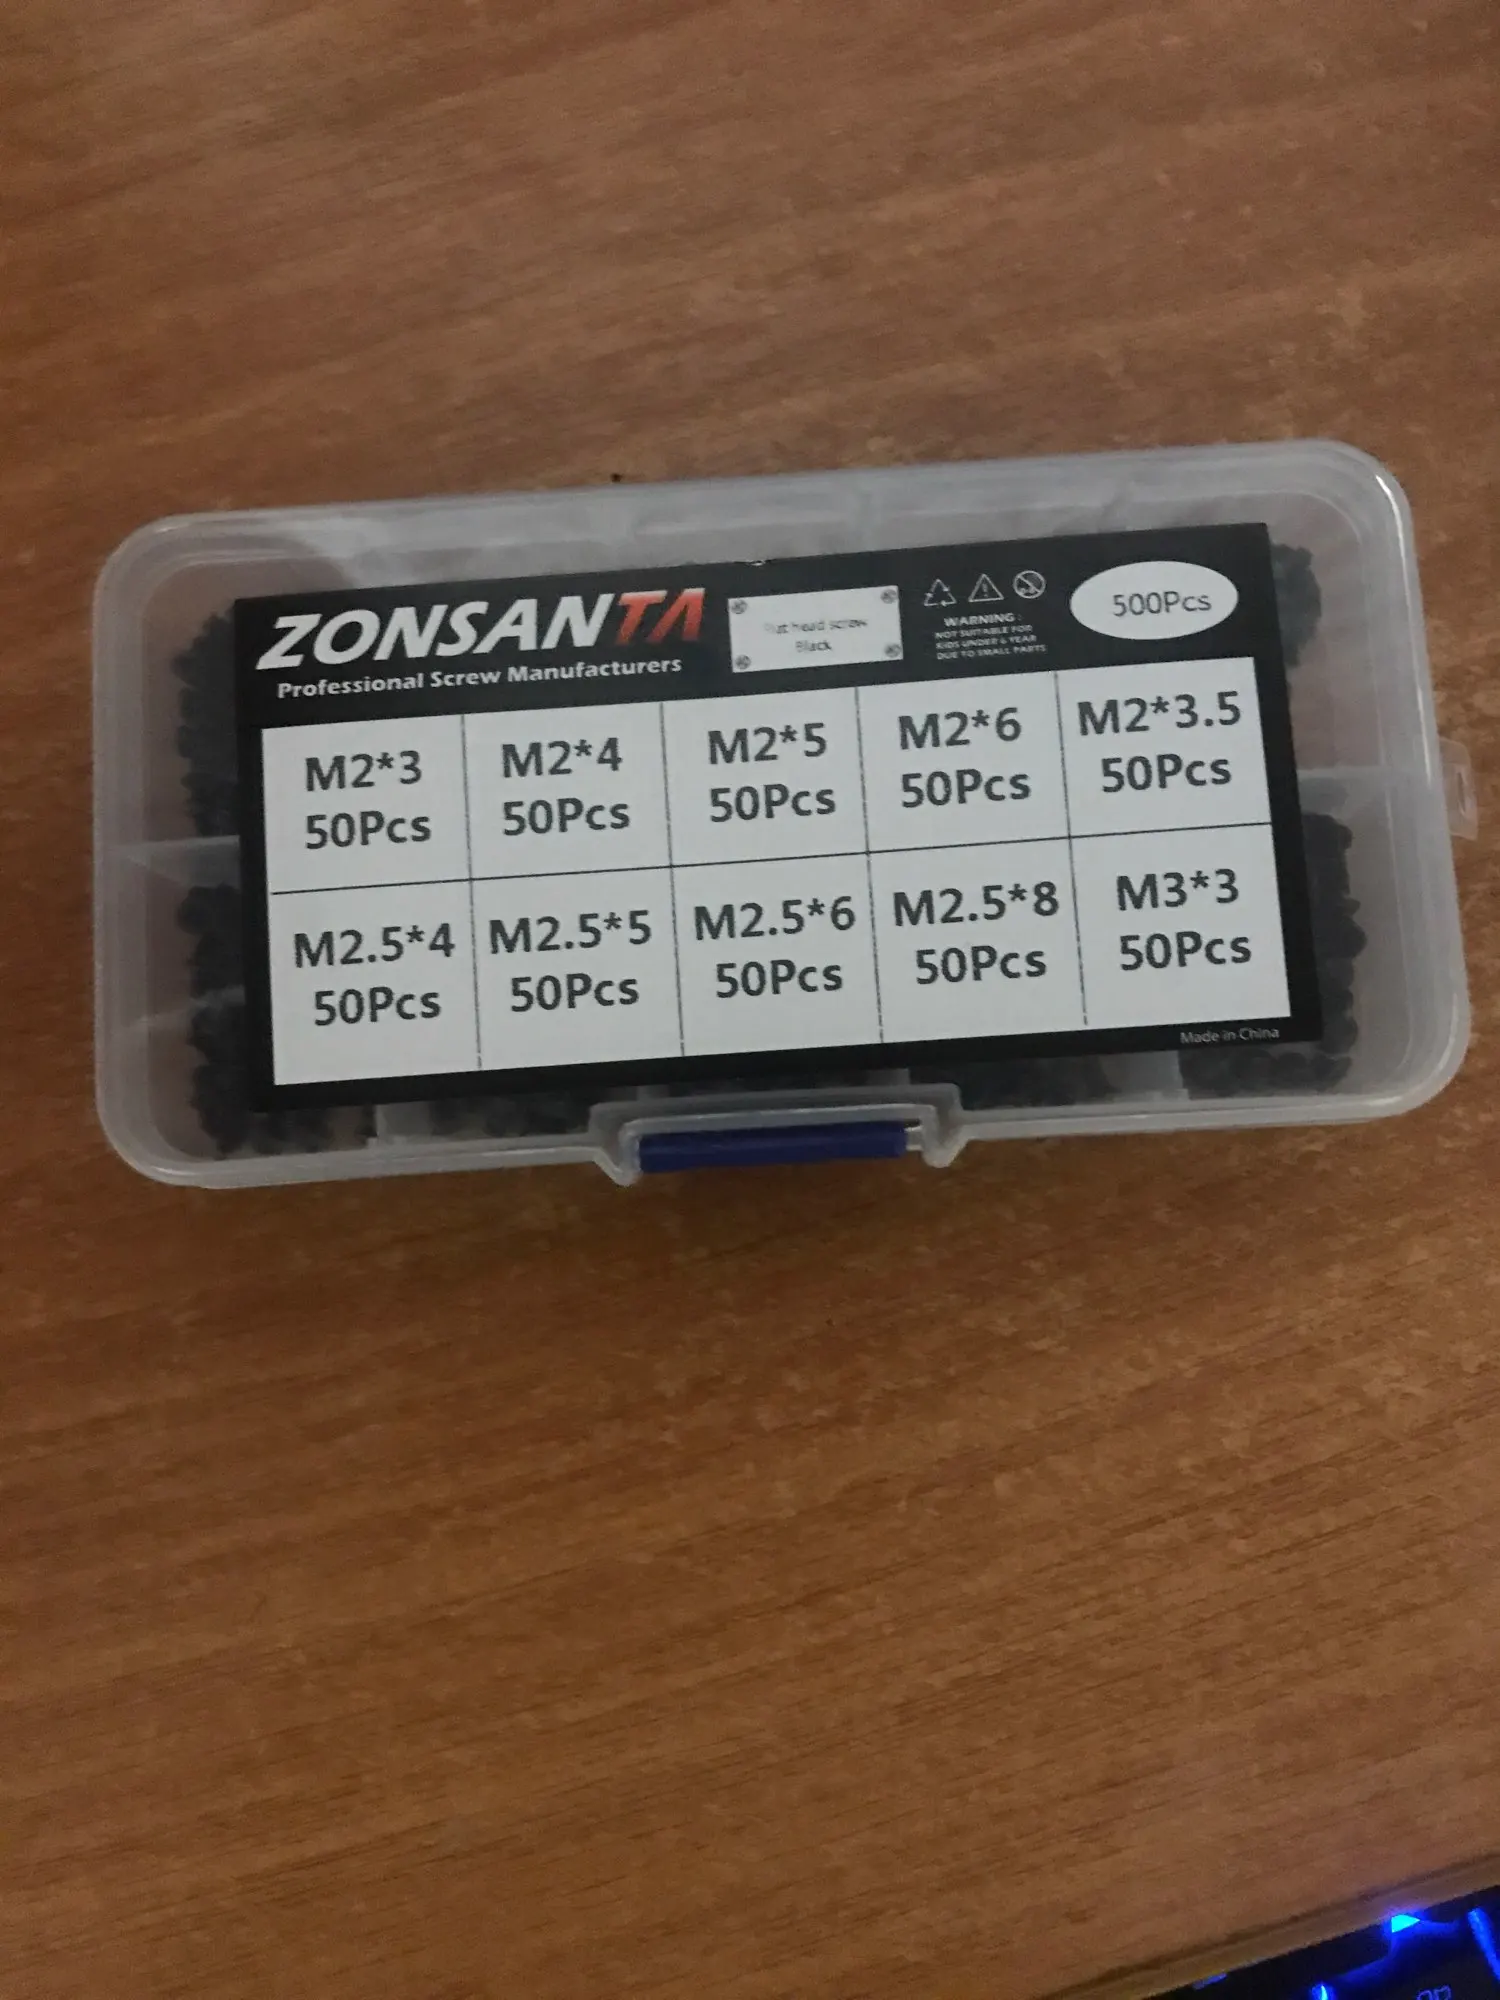 ZONSANTA
Professional Screw Manufacturers
head screw
Black
WARNING :
NOT SUITABLE FOR
KIDS UNDER 6 YEAR
DUE TO SMALL PARTS
500Pcs
M2*3
50Pcs
M2*4
50Pcs
M2*5
50Pcs
M2*6
50Pcs
M2*3.5
50Pcs
M2.5*4
50Pcs
M2.5*5
50Pcs
M2.5*6
50Pcs
M2.5*8
50Pcs
M3*3
50Pcs
Made in China